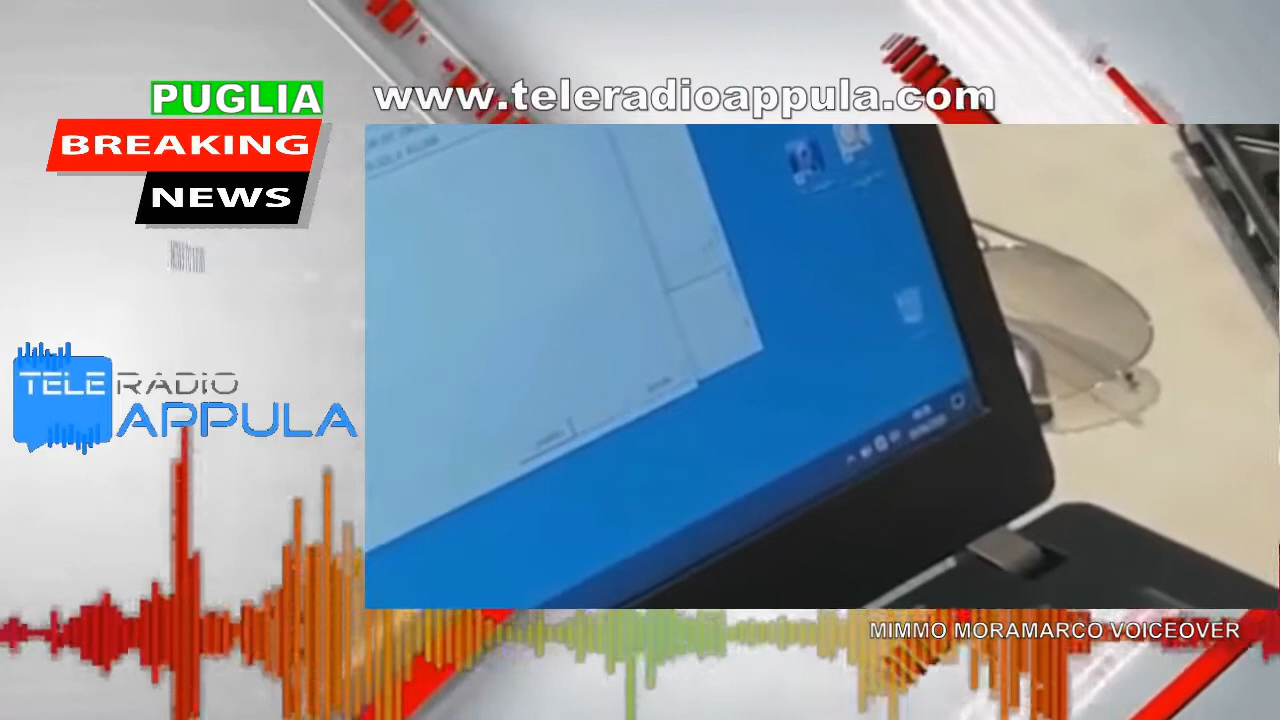 PUGLIA
www.teleradioappula.com
BREAKING
NEWS
TELE RADIO
APPULA
MIMMO MORAMARCO VOICEOVER